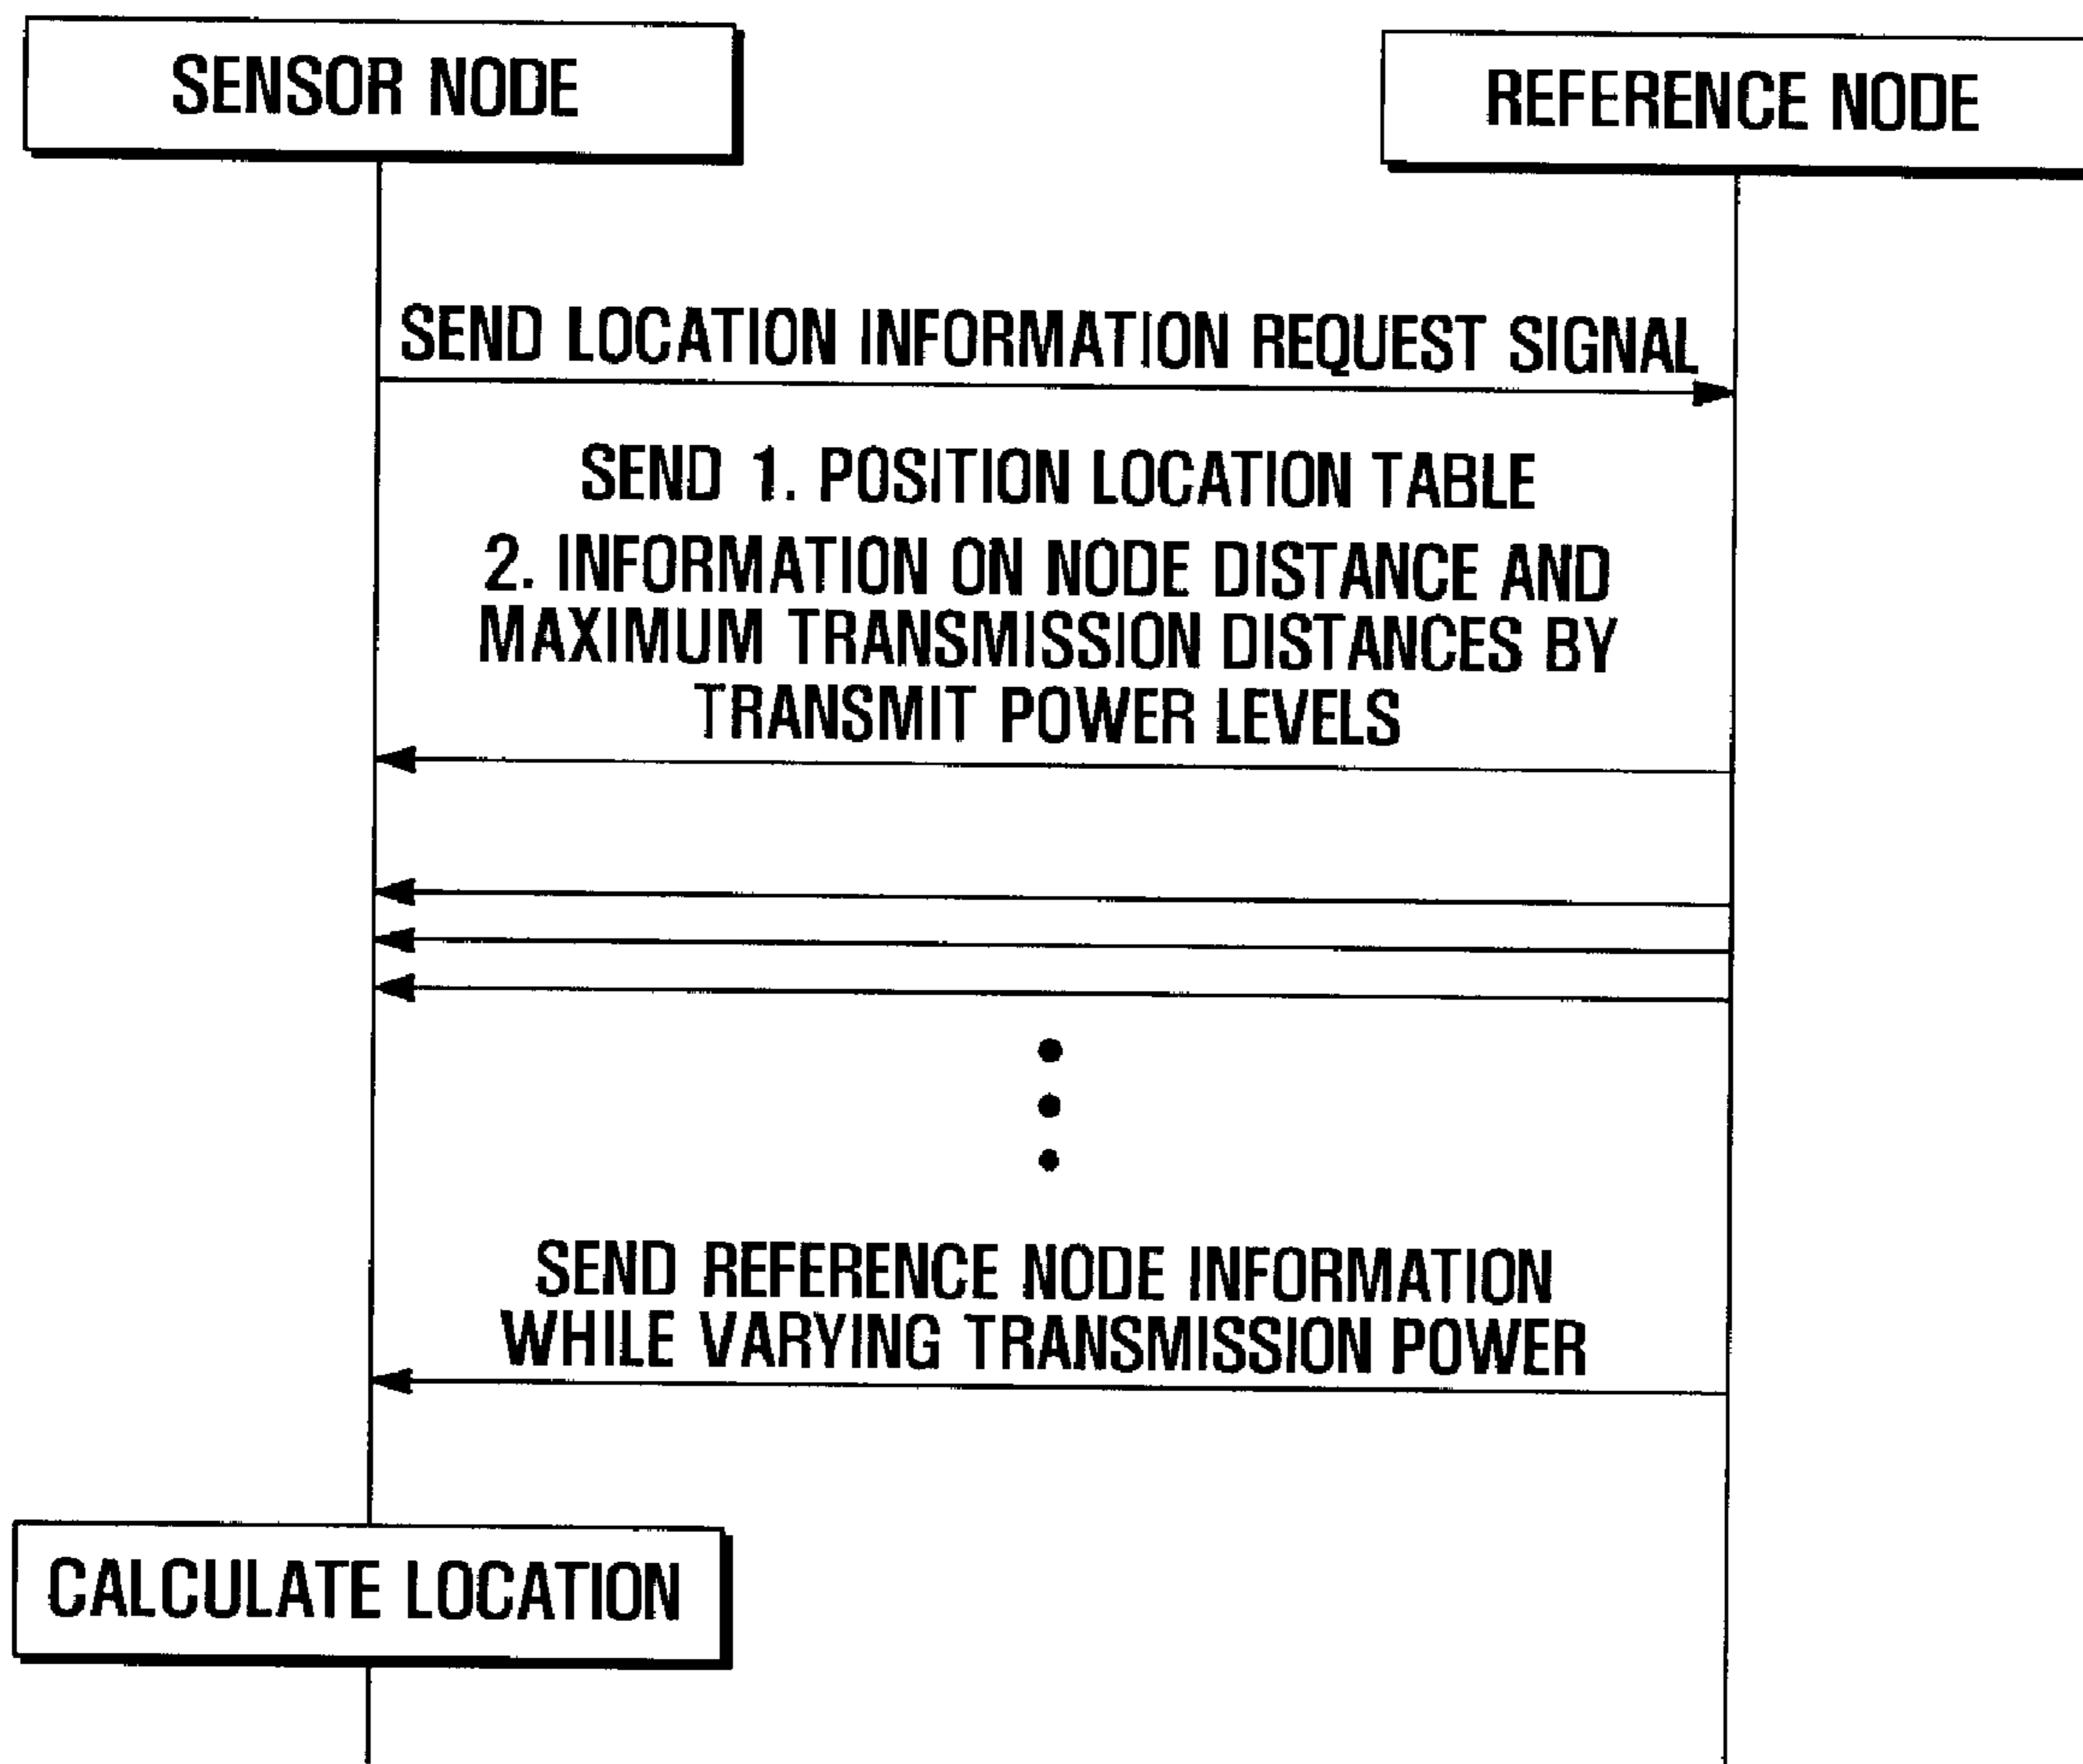 SENSOR NODE
REFERENCE NODE
SEND LOCATION INFORMATION REQUEST SIGNAL
SEND 1. POSITION LOCATION TABLE
2. INFORMATION ON NODE DISTANCE AND
MAXIMUM TRANSMISSION DISTANCES BY
TRANSMIT POWER LEVELS
SEND REFERENCE NODE INFORMATION
WHILE VARYING TRANSMISSION POWER
CALCULATE LOCATION